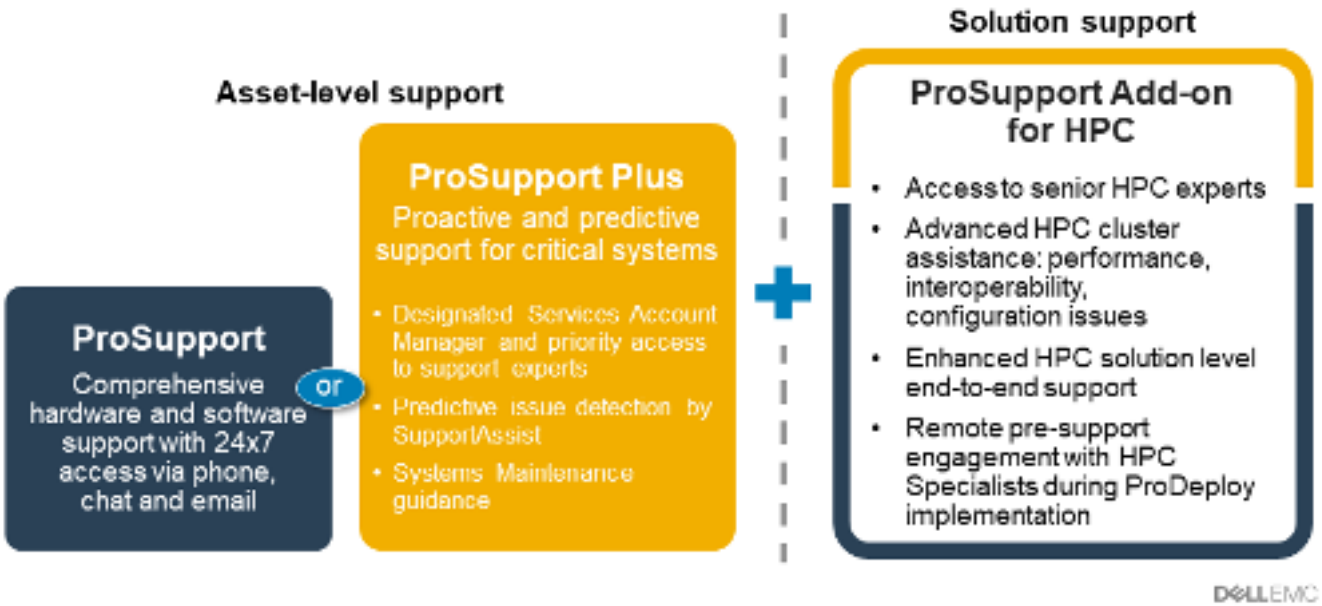 Asset-level support
ProSupport
Comprehensive
hardware and software
support with 24x7
access via phone,
chat and email
or
ProSupport Plus
Proactive and predictive
support for critical systems
• Designated Services Account
Manager and priority access
to support experts
• Predictive issue detection by
SupportAssist
• Systems Maintenance
guidance
Solution support
ProSupport Add-on
for HPC
• Access to senior HPC experts
• Advanced HPC cluster
assistance: performance,
interoperability,
configuration issues
• Enhanced HPC solution level
end-to-end support
• Remote pre-support
engagement with HPC
Specialists during ProDeploy
implementation
DELLEMC